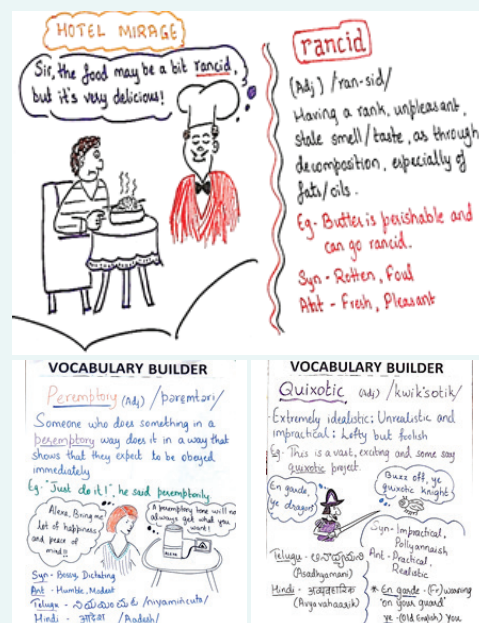 HOTEL MIRAGE
Sir, the food may be a bit rancid,
but it's very delicious!
rancid
(Adj) /ran-sid/
Having a rank, unpleasant,
stale smell/taste, as through
decomposition, especially of
fats/oils.
Eg- Butter is perishable and
can go rancid.
Syn- Rotten, Foul
Abt - Fresh, Pleasant
VOCABULARY BUILDER
Peremptory (Adj) /pəremtəri/
Someone who does something in a
peremptory way does it in a way that
shows that they expect to be obeyed
immediately
Eg: "Just do it!", he said peremptorily
Alexa, Bring me
lot of happiness
and peace of
mind!!
A peremptory tone will no
always get what you
want!
ALEXA
Syn- Bossy, Dictating
Ant - Humble, Modest
Telugu - /niyamincuta/
Hindi - आदेश /Aadesh/
VOCABULARY BUILDER
Quixotic (Adj) /kwik'sotik/
Extremely idealistic; Unrealistic and
impractical; Lofty but foolish
Eg- This is a vast, exciting and some say
quixotic project.
En garde,
ye dragon!
Buzz off, ye
quixotic knight!
Syn- Impractical,
Pollyannaish
Ant- Practical,
Realistic
Telugu -
(Asadhyamani)
Hindi- अव्यवहारिक
(Avyavahaarik)
* En garde - (Fr) warning
'on your guard'
ye - (Old English) You